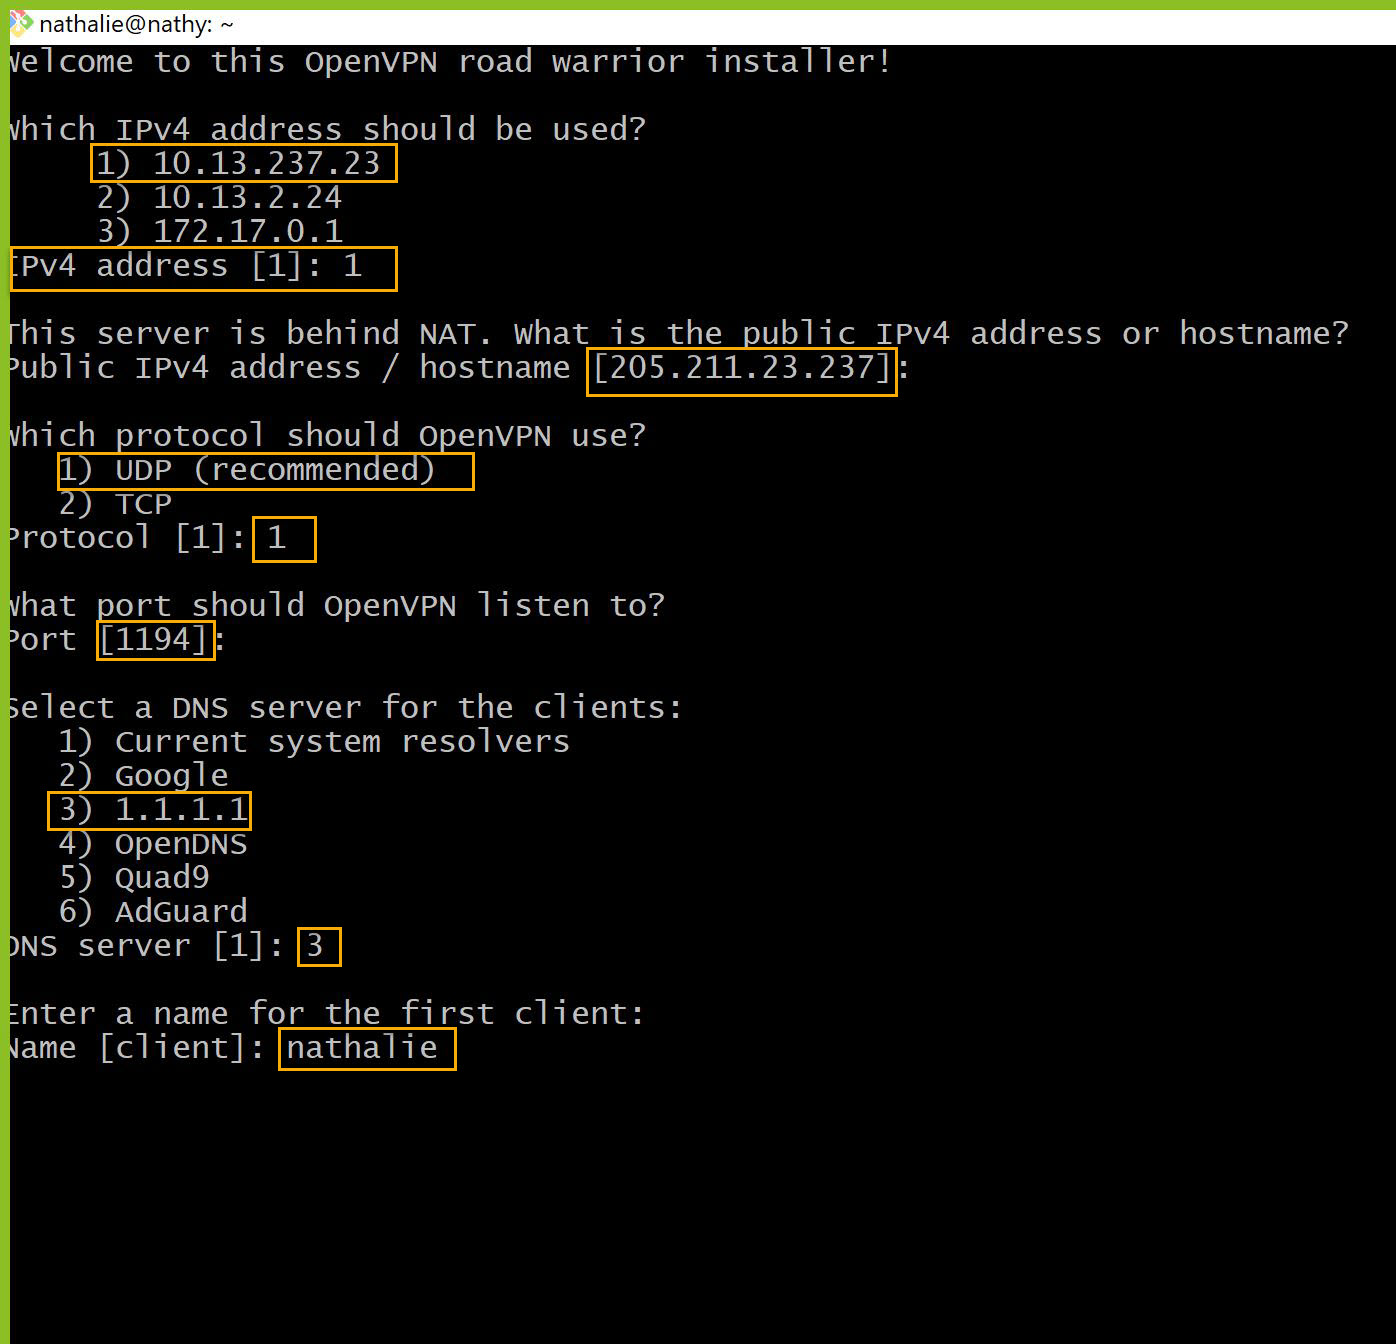 nathalie@nathy: ~
Welcome to this OpenVPN road warrior installer!
Which IPv4 address should be used?
1) 10.13.237.23
2) 10.13.2.24
3) 172.17.0.1
IPv4 address [1]: 1
This server is behind NAT. What is the public IPv4 address or hostname?
Public IPv4 address / hostname [205.211.23.237]:
Which protocol should OpenVPN use?
1) UDP (recommended)
2) TCP
Protocol [1]: 1
What port should OpenVPN listen to?
Port [1194]:
Select a DNS server for the clients:
1) Current system resolvers
2) Google
3) 1.1.1.1
4) OpenDNS
5) Quad9
6) AdGuard
DNS server [1]: 3
Enter a name for the first client:
Name [client]: nathalie